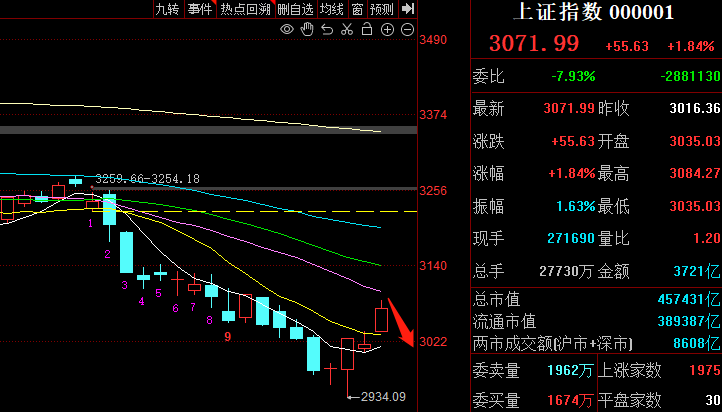 九转 事件 热点回溯 删自选 均线 窗 预测
上证指数 000001
3071.99 +55.63 +1.84%
委比 -7.93% -2881130
最新 3071.99 昨收 3016.36
涨跌 +55.63 开盘 3035.03
涨幅 +1.84% 最高 3084.27
振幅 1.63% 最低 3035.03
现手 271690 量比 1.20
总手 27730万 金额 3721亿
总市值 457431亿
流通市值 389387亿
两市成交额(沪市+深市) 8608亿
委卖量 1962万 上涨家数 1975
委买量 1674万 平盘家数 30
3490
3374
3256
3140
3022
3259.66-3254.18
1
2
3
4
5
6
7
8
9
2934.09